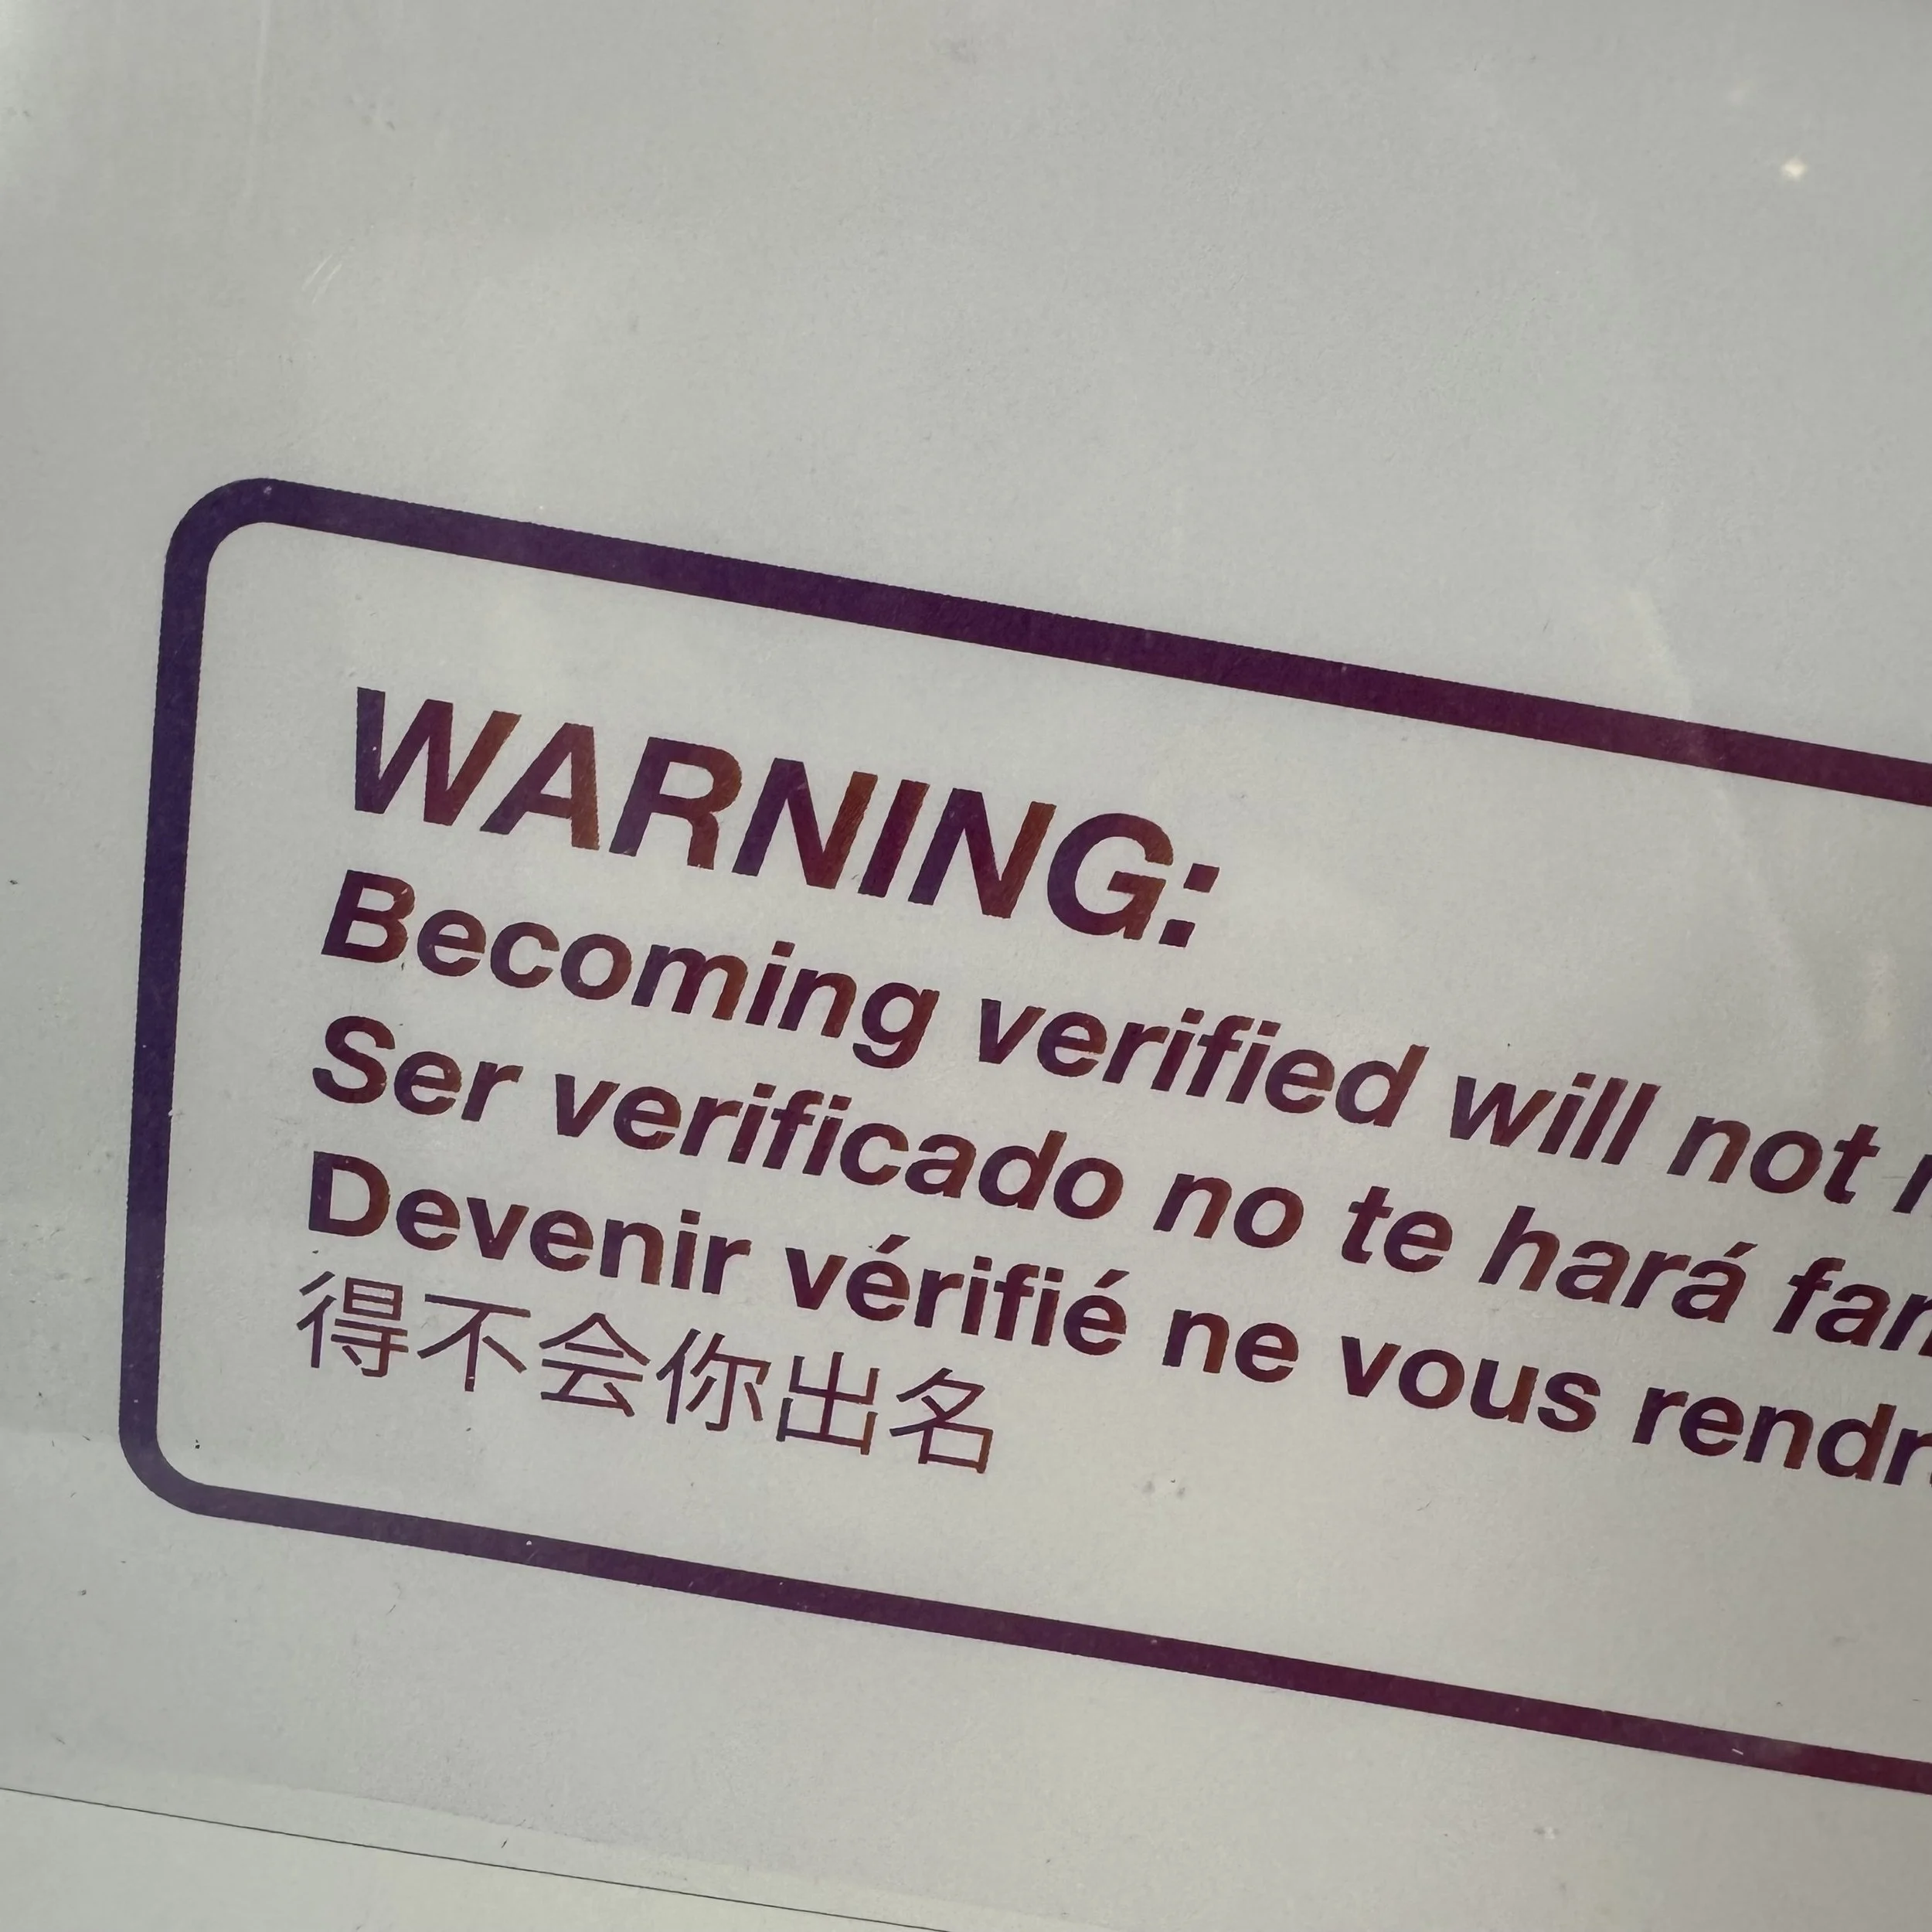 WARNING:
Becoming verified will not
Ser verificado no te hará
Devenir vérifié ne vous
得不会你出名